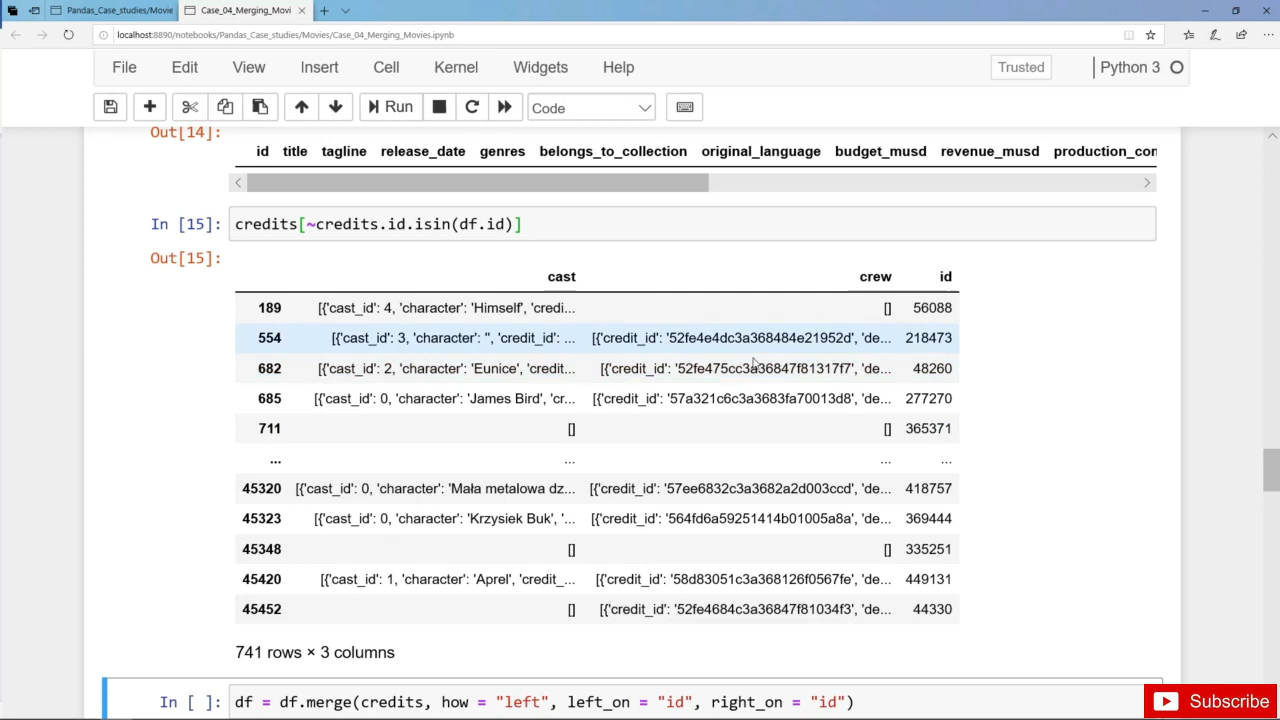 Pandas_Case_studies/Movie
Case_04_Merging_Movies.ipynb
localhost:8890/notebooks/Pandas_Case_studies/Movies/Case_04_Merging_Movies.ipynb
File Edit View Insert Cell Kernel Widgets Help Trusted Python 3
Run Code
Out[14]:
id title tagline release_date genres belongs_to_collection original_language budget_musd revenue_musd production_con
In [15]: credits[~credits.id.isin(df.id)]
Out[15]:
cast crew id
189 [{'cast_id': 4, 'character': 'Himself', 'credi... [] 56088
554 [{'cast_id': 3, 'character': '', 'credit_id': ... [{'credit_id': '52fe4e4dc3a368484e21952d', 'de... 218473
682 [{'cast_id': 2, 'character': 'Eunice', 'credit... [{'credit_id': '52fe475cc3a36847f81317f7', 'de... 48260
685 [{'cast_id': 0, 'character': 'James Bird', 'cr... [{'credit_id': '57a321c6c3a3683fa70013d8', 'de... 277270
711 [] [] 365371
... ... ... ...
45320 [{'cast_id': 0, 'character': 'Mała metalowa dz... [{'credit_id': '57ee6832c3a3682a2d003ccd', 'de... 418757
45323 [{'cast_id': 0, 'character': 'Krzysiek Buk', '... [{'credit_id': '564fd6a59251414b01005a8a', 'de... 369444
45348 [] [] 335251
45420 [{'cast_id': 1, 'character': 'Aprel', 'credit_... [{'credit_id': '58d83051c3a368126f0567fe', 'de... 449131
45452 [] [{'credit_id': '52fe4684c3a36847f81034f3', 'de... 44330
741 rows × 3 columns
In [ ]: df = df.merge(credits, how = "left", left_on = "id", right_on = "id")
Subscribe